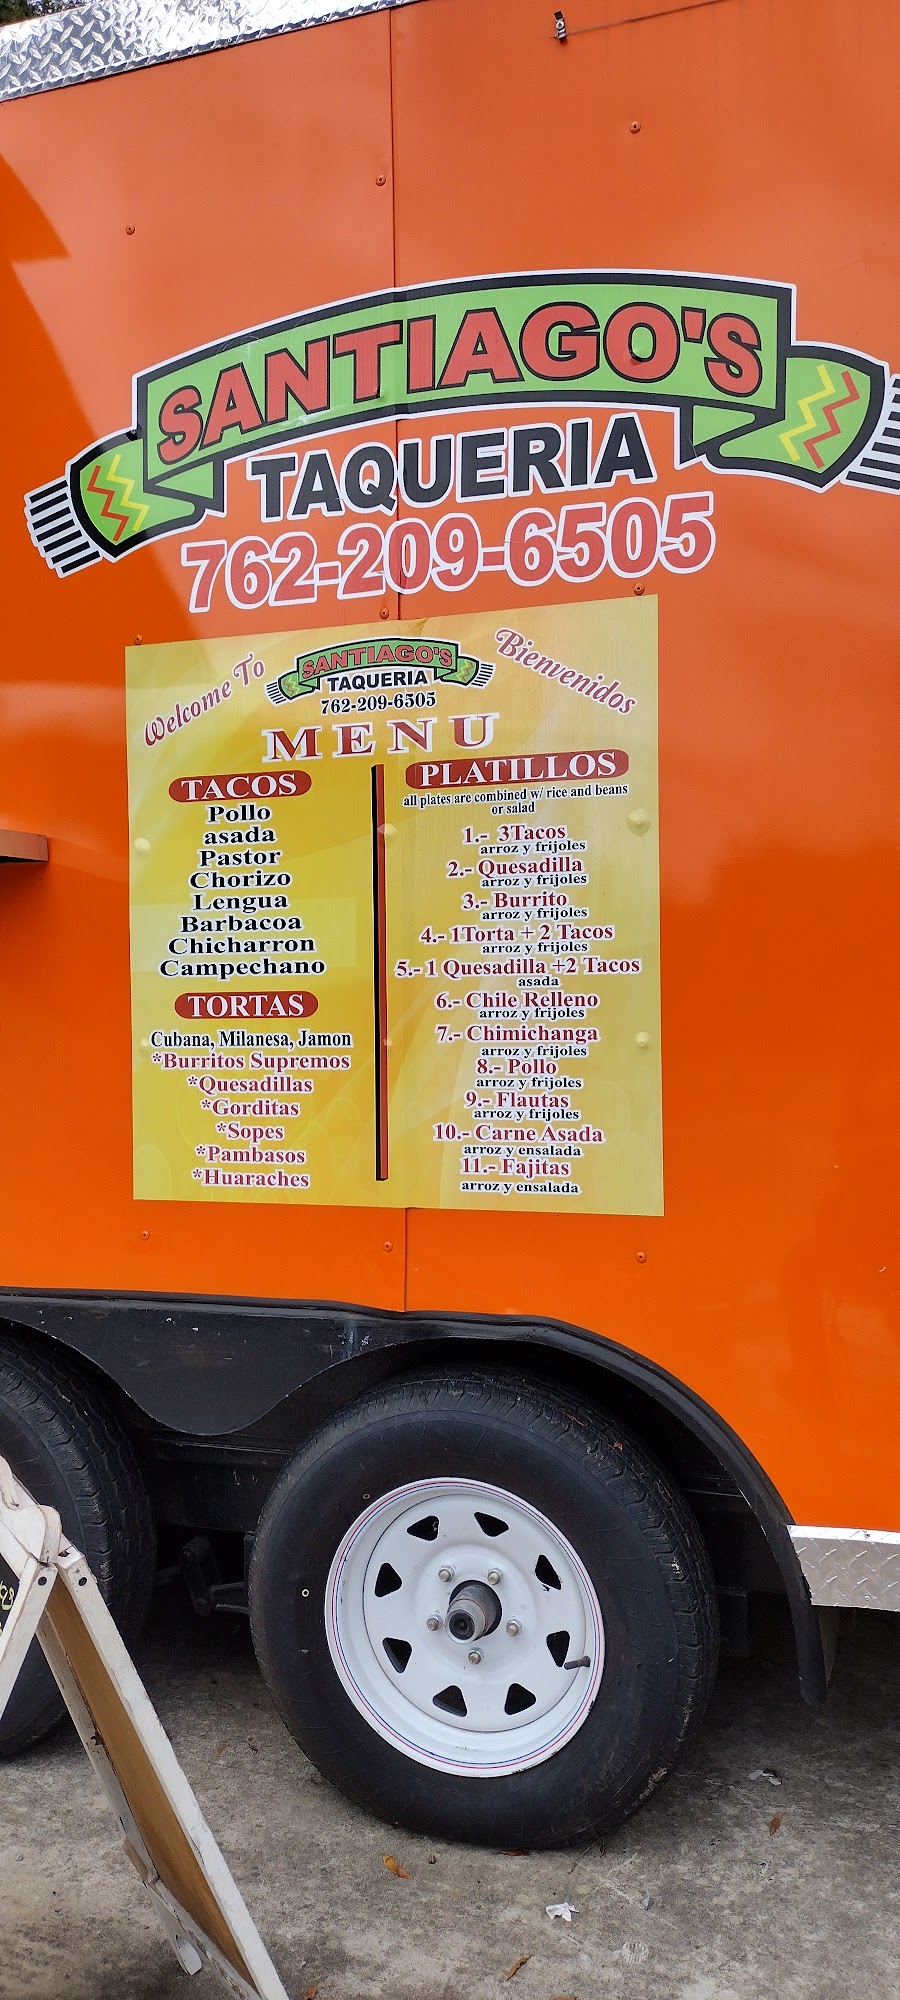 SANTIAGO'S
TAQUERIA
762-209-6505
Welcome To
SANTIAGO'S
TAQUERIA
762-209-6505
Bienvenidos
MENU
TACOS
Pollo
asada
Pastor
Chorizo
Lengua
Barbacoa
Chicharron
Campechano
TORTAS
Cubana, Milanesa, Jamon
*Burritos Supremos
*Quesadillas
*Gorditas
*Sopes
*Pambasos
*Huaraches
PLATILLOS
all plates are combined w/ rice and beans
or salad
1.- 3Tacos
arroz y frijoles
2.- Quesadilla
arroz y frijoles
3.- Burrito
arroz y frijoles
4.- 1Torta + 2 Tacos
arroz y frijoles
5.- 1 Quesadilla +2 Tacos
asada
6.- Chile Relleno
arroz y frijoles
7.- Chimichanga
arroz y frijoles
8.- Pollo
arroz y frijoles
9.- Flautas
arroz y frijoles
10.- Carne Asada
arroz y ensalada
11.- Fajitas
arroz y ensalada